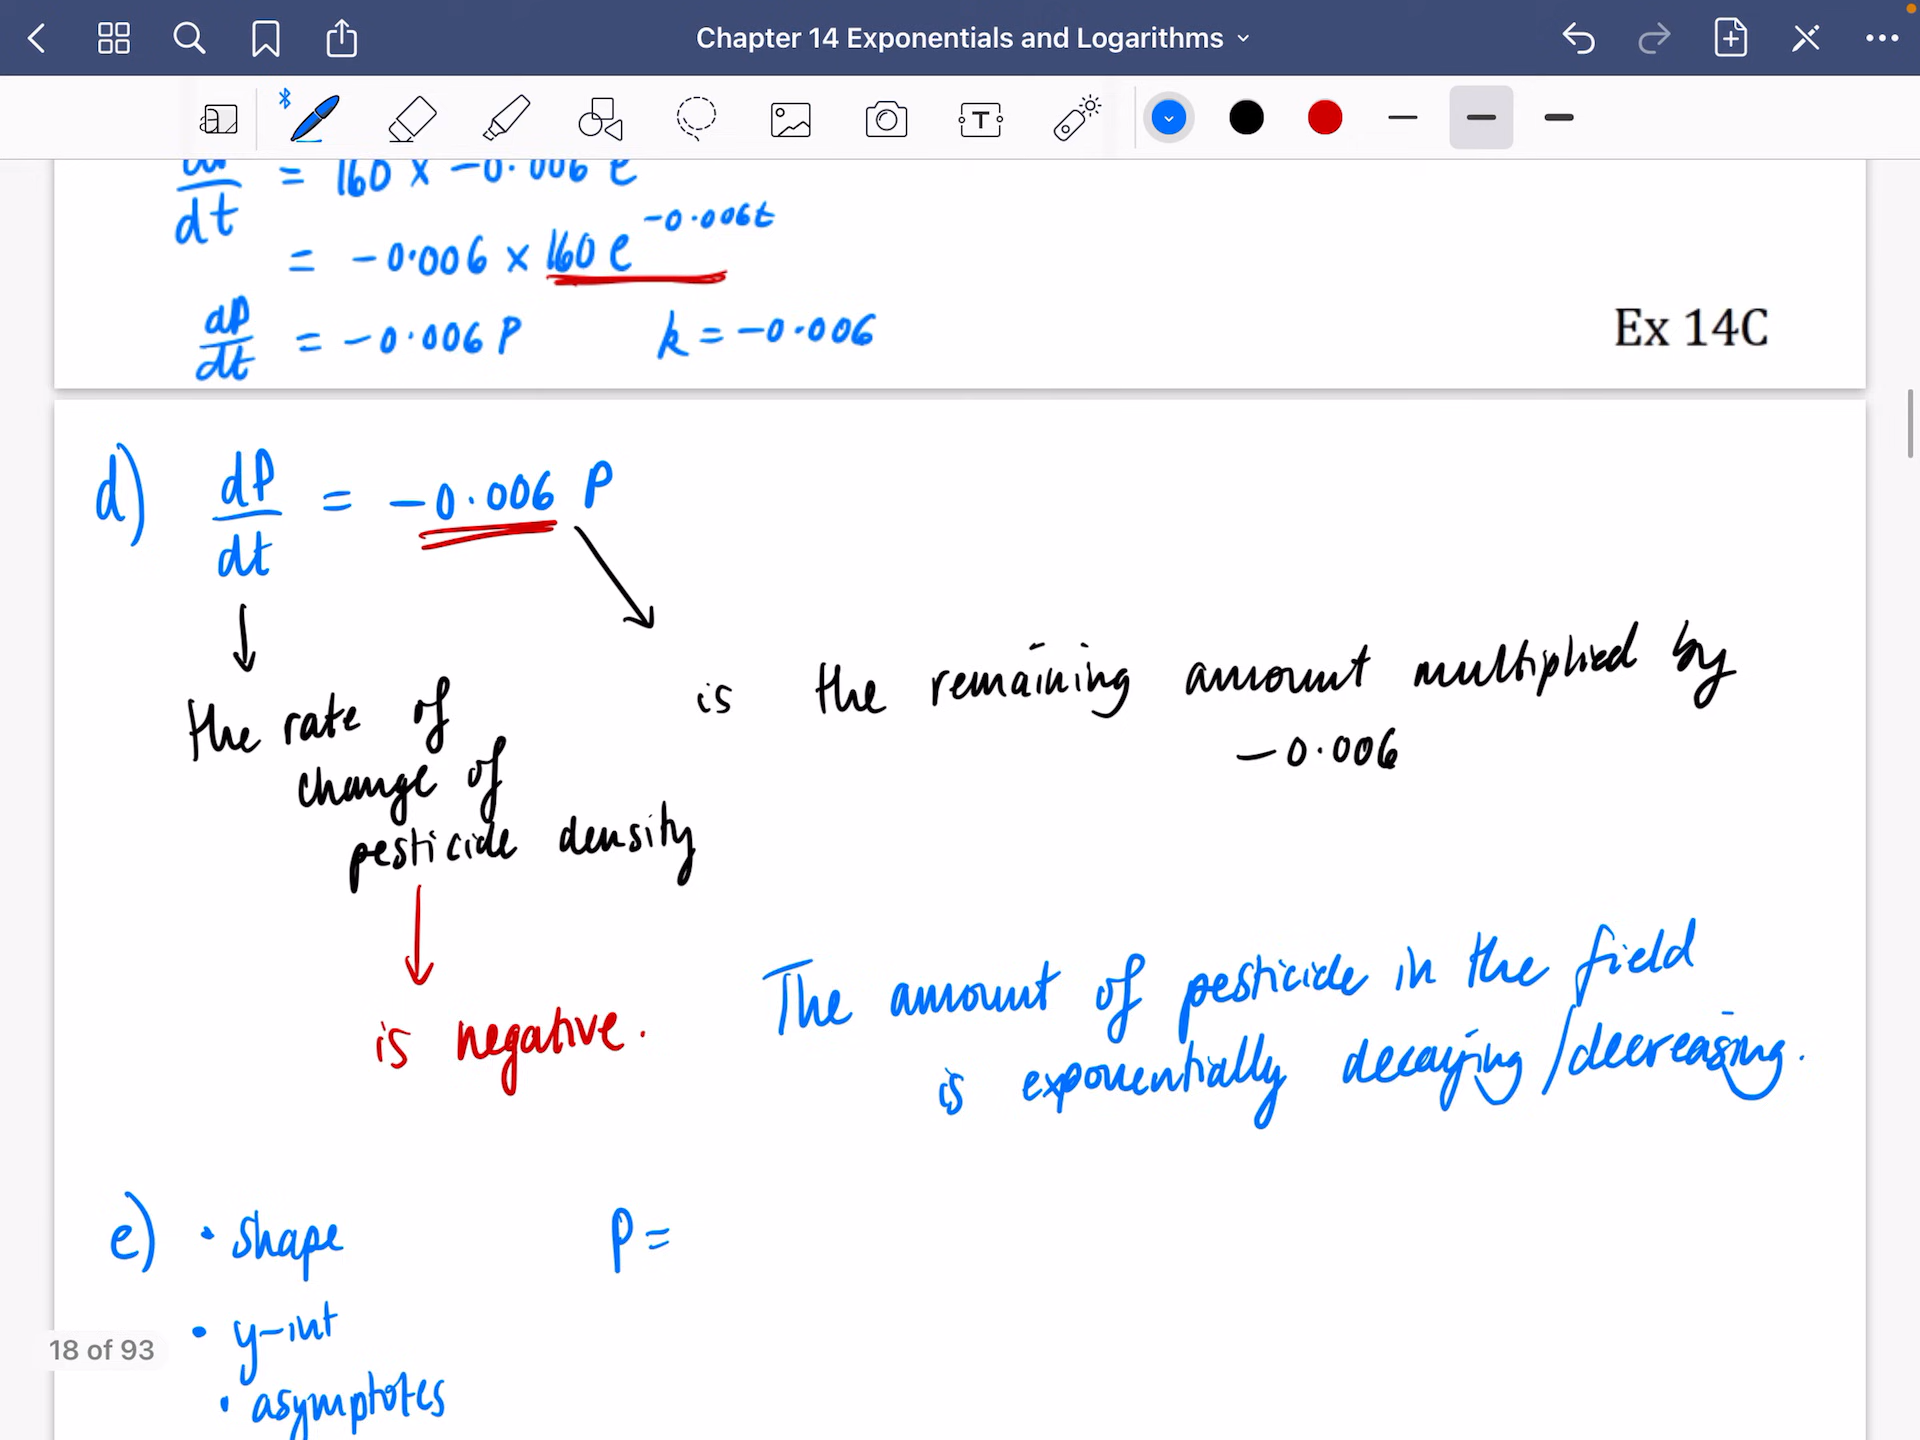 Chapter 14 Exponentials and Logarithms
dt = 160 × -0.006 e
= -0.006 × 160 e^-0.006t
dP/dt = -0.006 P k = -0.006
Ex 14C
d) dP/dt = -0.006 P
the rate of change of pesticide density
is the remaining amount multiplied by
-0.006
is negative.
The amount of pesticide in the field
is exponentially decaying / decreasing.
e) • shape P =
• y-int
18 of 93
• asymptotes